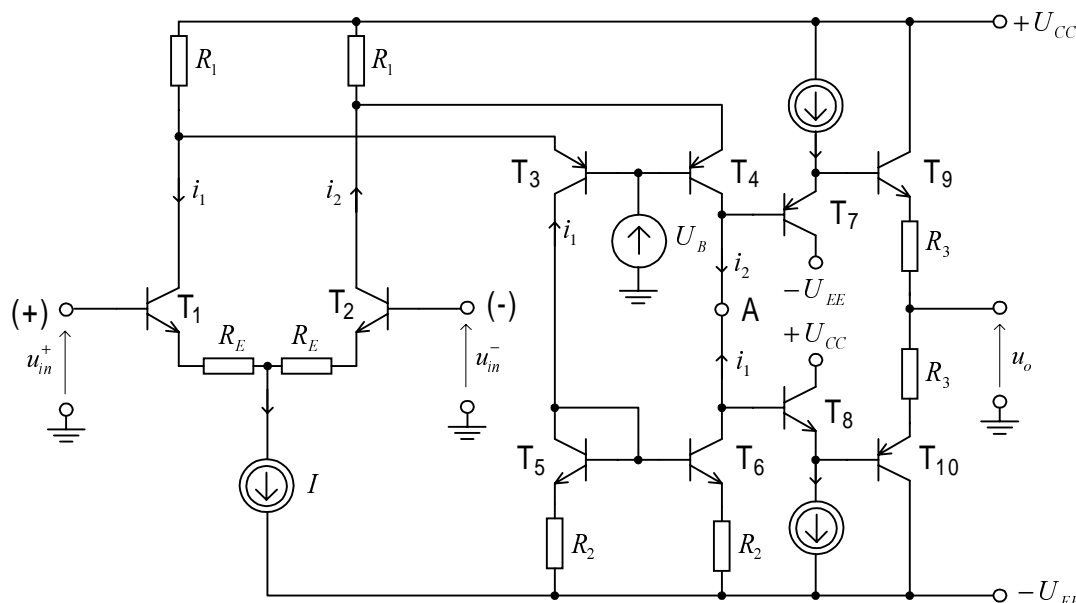 +U_CC
R_1
R_1
T_3
T_4
T_9
i_1
i_2
T_7
i_1
U_B
R_3
i_2
-U_EE
(+)
T_1
T_2
(-)
A
+U_CC
u_in^+
R_E
R_E
u_in^-
i_1
R_3
u_o
T_8
T_5
T_6
T_10
I
R_2
R_2
-U_EE